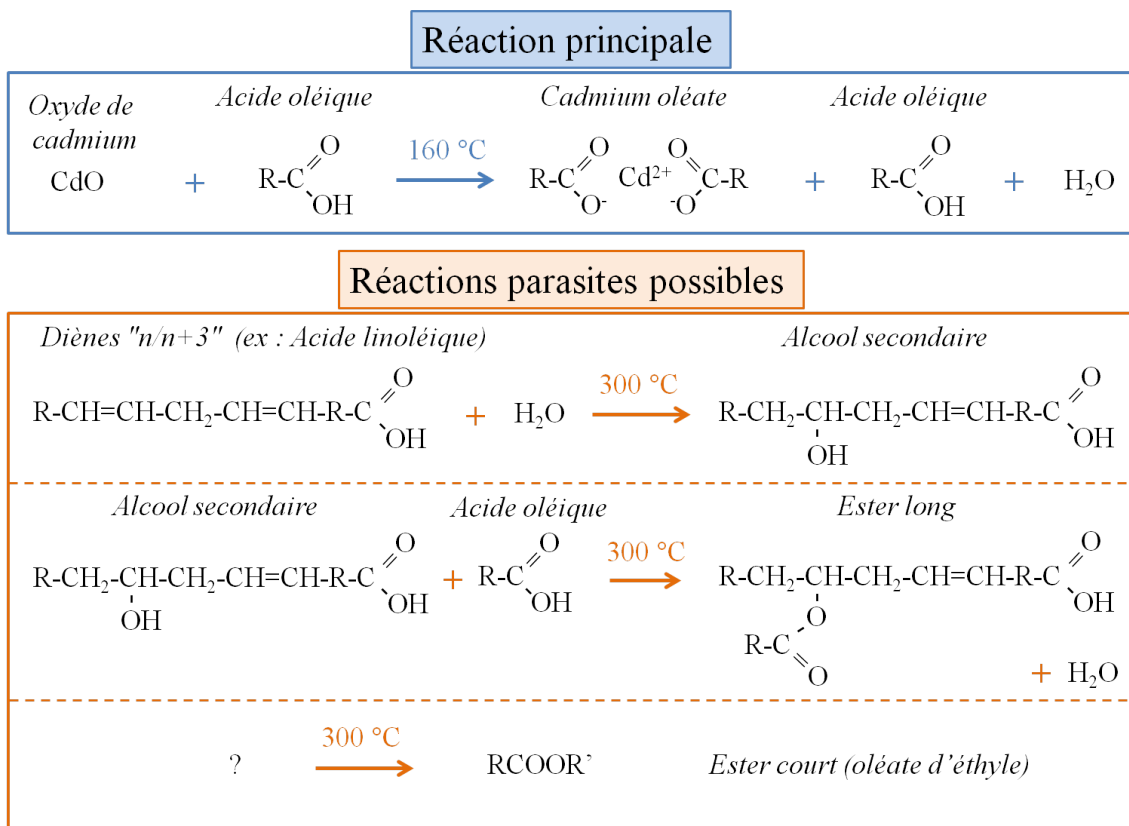 Réaction principale
Oxyde de cadmium
Acide oléique
Cadmium oléate
Acide oléique
CdO + R-C O OH 160 °C R-C O O- Cd²⁺ O -O C-R + R-C O OH + H₂O
Réactions parasites possibles
Diènes "n/n+3" (ex : Acide linoléique)
Alcool secondaire
R-CH=CH-CH₂-CH=CH-R-C O OH + H₂O 300 °C R-CH₂-CH-CH₂-CH=CH-R-C O OH
OH
Alcool secondaire
Acide oléique
Ester long
R-CH₂-CH-CH₂-CH=CH-R-C O OH + R-C O OH 300 °C R-CH₂-CH-CH₂-CH=CH-R-C O OH
OH
O
R-C
O
+ H₂O
? 300 °C RCOOR’ Ester court (oléate d’éthyle)